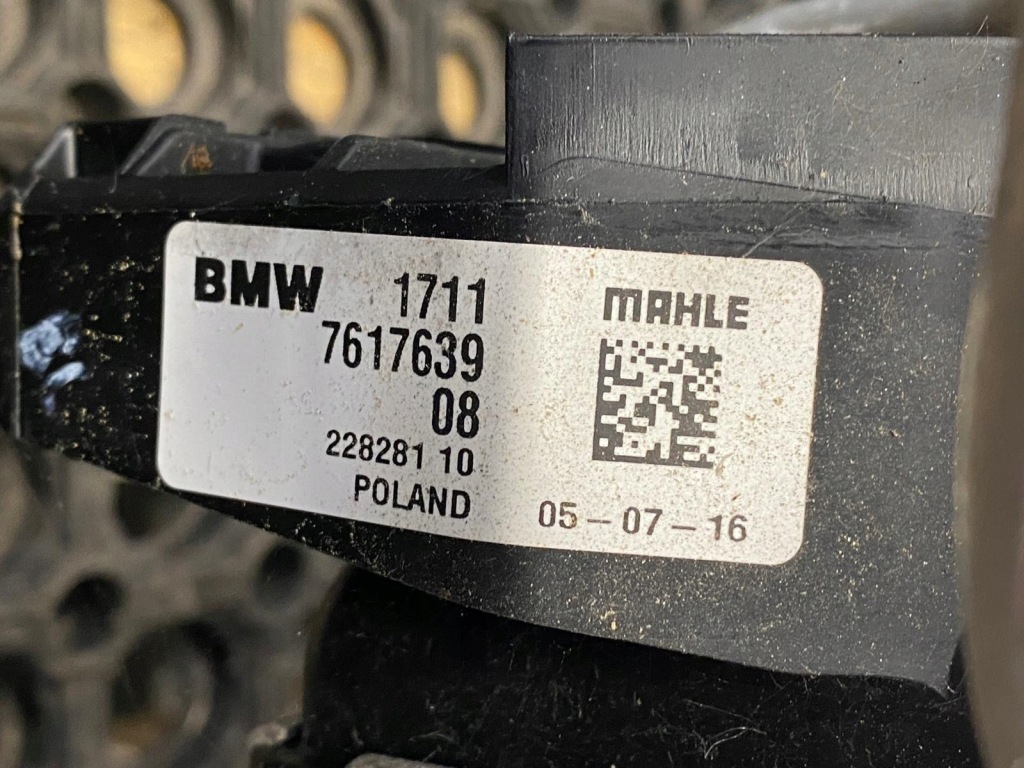 BMW 1711
7617639
08
228281 10
POLAND
MAHLE
05-07-16